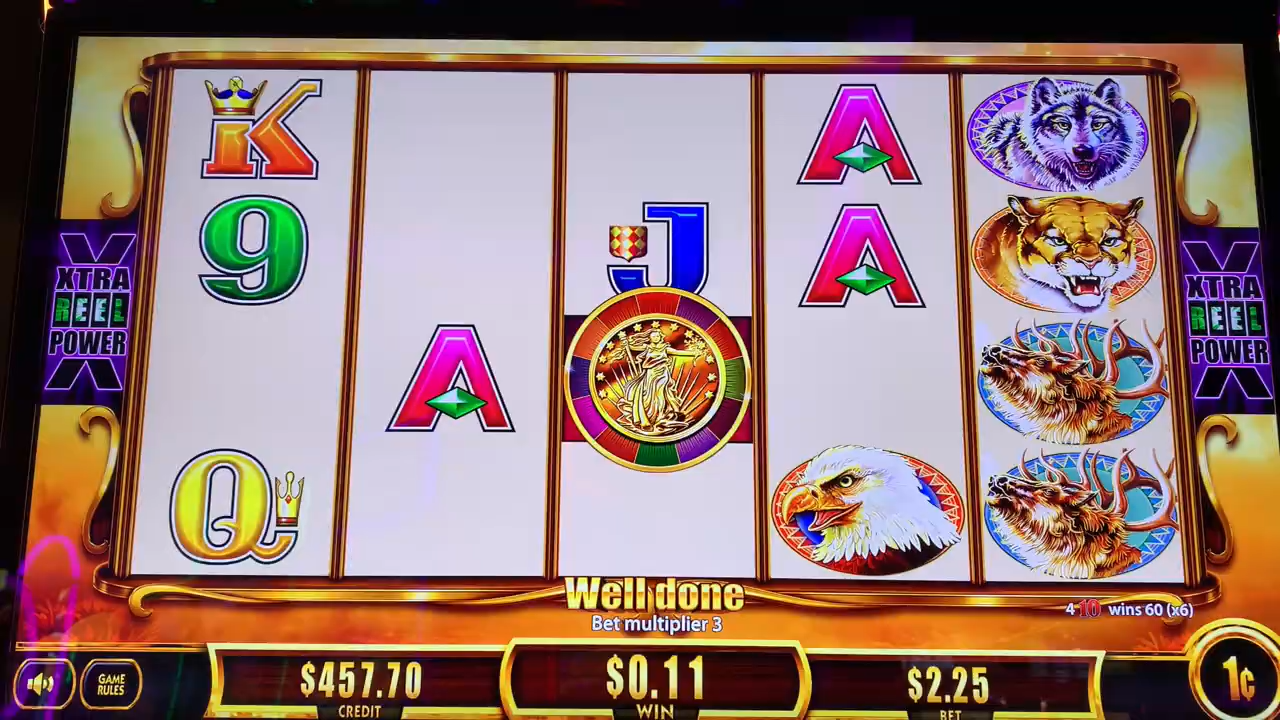 K
A
9
J
A
XTRA
REEL
POWER
XTRA
REEL
POWER
A
Q
Well done
Bet multiplier 3
4 10 wins 60 (x6)
GAME
RULES
$457.70
CREDIT
$0.11
WIN
$2.25
BET
1¢